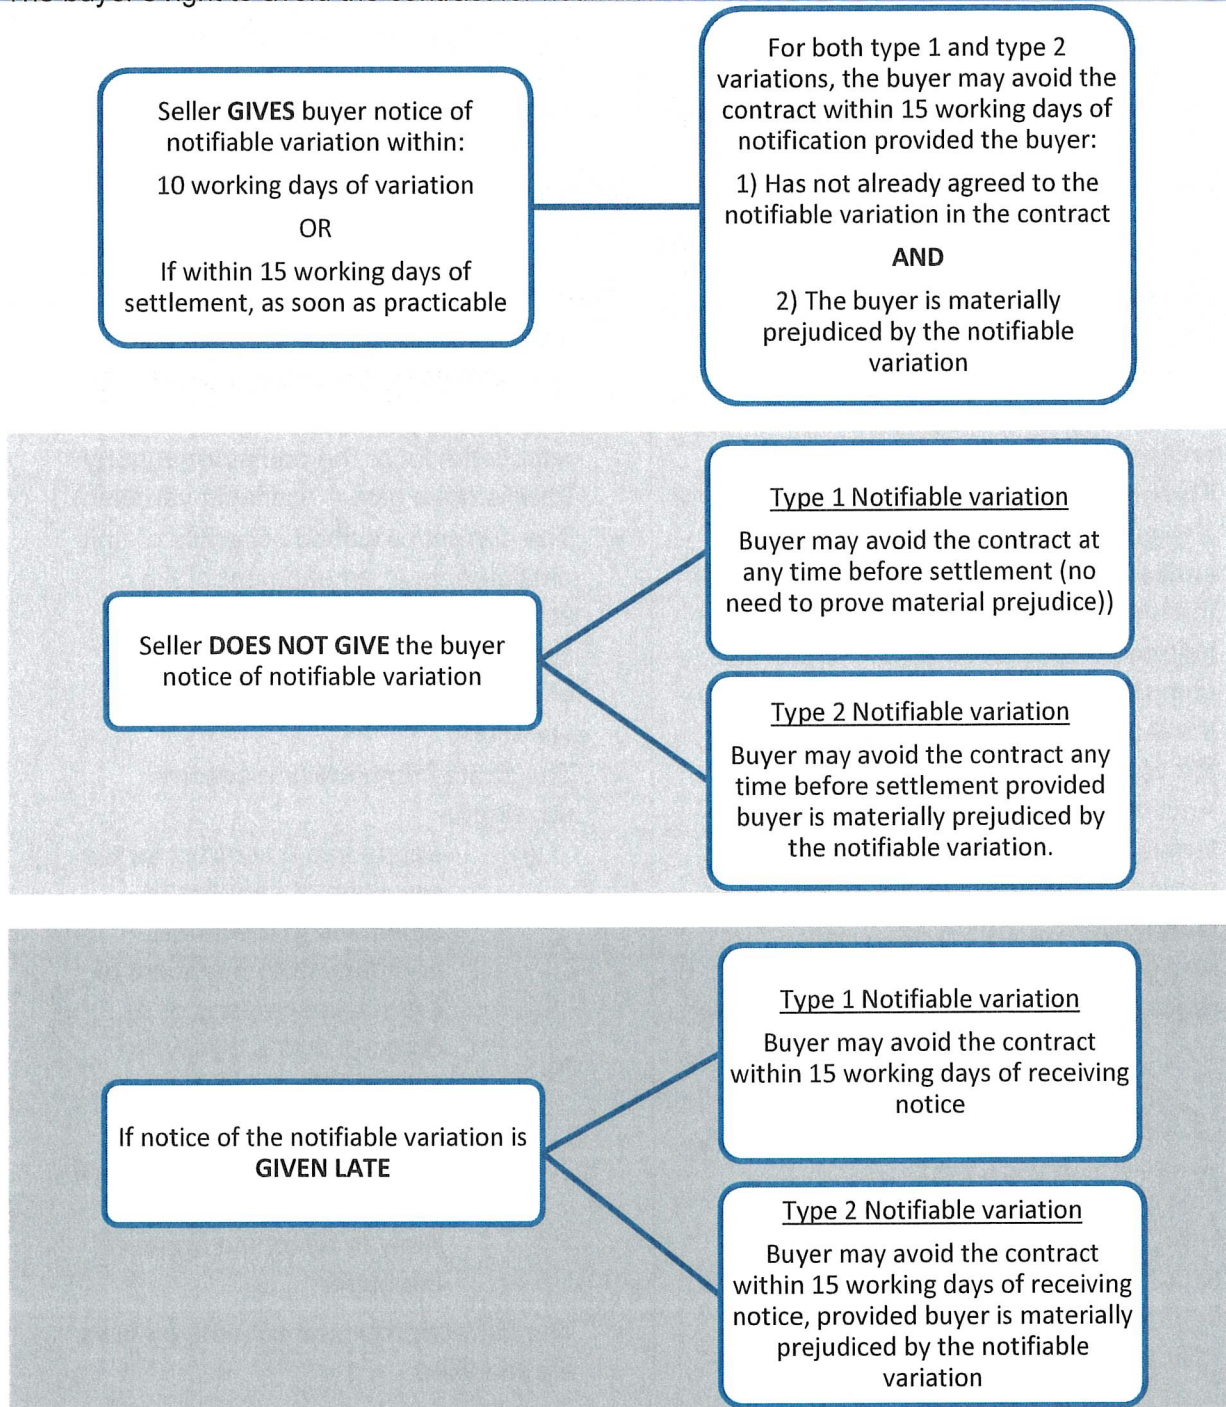 Seller GIVES buyer notice of
notifiable variation within:
10 working days of variation
OR
If within 15 working days of
settlement, as soon as practicable
For both type 1 and type 2
variations, the buyer may avoid the
contract within 15 working days of
notification provided the buyer:
1) Has not already agreed to the
notifiable variation in the contract
AND
2) The buyer is materially
prejudiced by the notifiable
variation
Seller DOES NOT GIVE the buyer
notice of notifiable variation
Type 1 Notifiable variation
Buyer may avoid the contract at
any time before settlement (no
need to prove material prejudice))
Type 2 Notifiable variation
Buyer may avoid the contract any
time before settlement provided
buyer is materially prejudiced by
the notifiable variation.
If notice of the notifiable variation is
GIVEN LATE
Type 1 Notifiable variation
Buyer may avoid the contract
within 15 working days of receiving
notice
Type 2 Notifiable variation
Buyer may avoid the contract
within 15 working days of receiving
notice, provided buyer is materially
prejudiced by the notifiable
variation